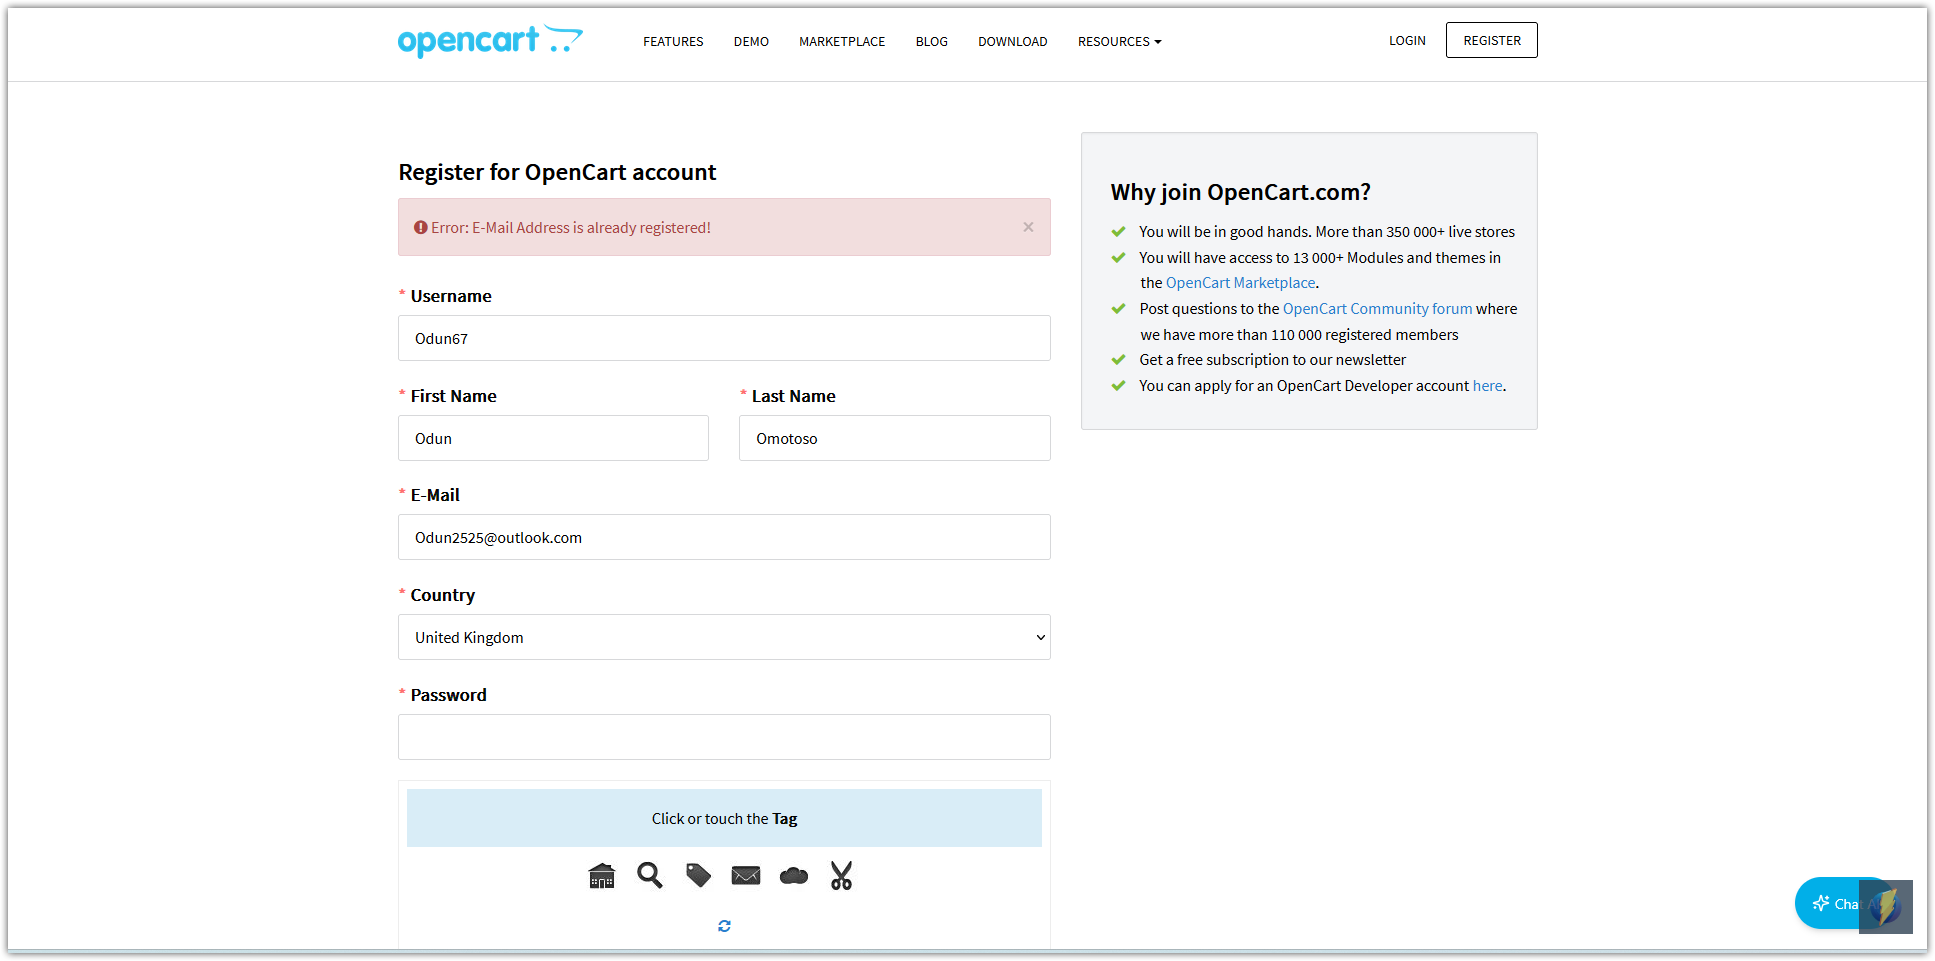 opencart
FEATURES
DEMO
MARKETPLACE
BLOG
DOWNLOAD
RESOURCES
LOGIN
REGISTER
Register for OpenCart account
Error: E-Mail Address is already registered!
×
* Username
Odun67
* First Name
* Last Name
Odun
Omotoso
* E-Mail
Odun2525@outlook.com
* Country
United Kingdom
* Password
Click or touch the Tag
Why join OpenCart.com?
You will be in good hands. More than 350 000+ live stores
You will have access to 13 000+ Modules and themes in
the OpenCart Marketplace.
Post questions to the OpenCart Community forum where
we have more than 110 000 registered members
Get a free subscription to our newsletter
You can apply for an OpenCart Developer account here.
Chat